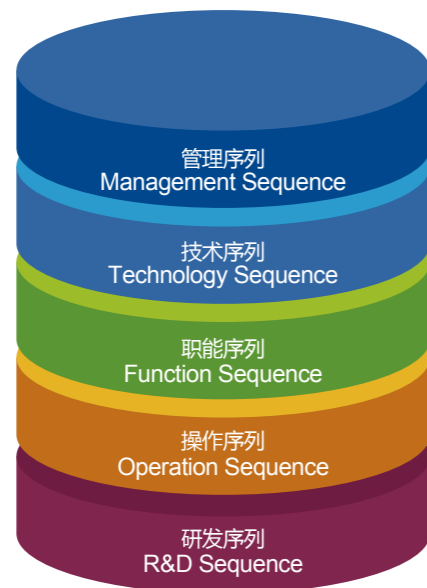 管理序列
Management Sequence
技术序列
Technology Sequence
职能序列
Function Sequence
操作序列
Operation Sequence
研发序列
R&D Sequence